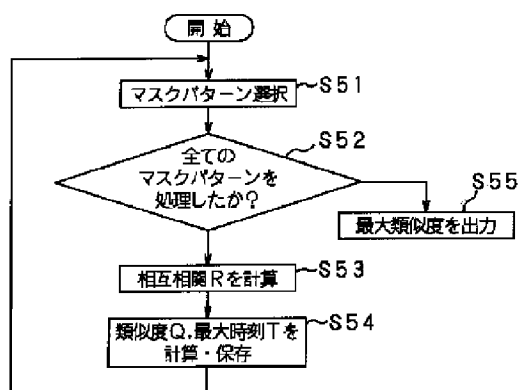 開始
マスクパターン選択
S51
全ての
マスクパターンを
処理したか?
S52
最大類似度を出力
S55
相互相関Rを計算
S53
類似度Q,最大時刻Tを
計算・保存
S54